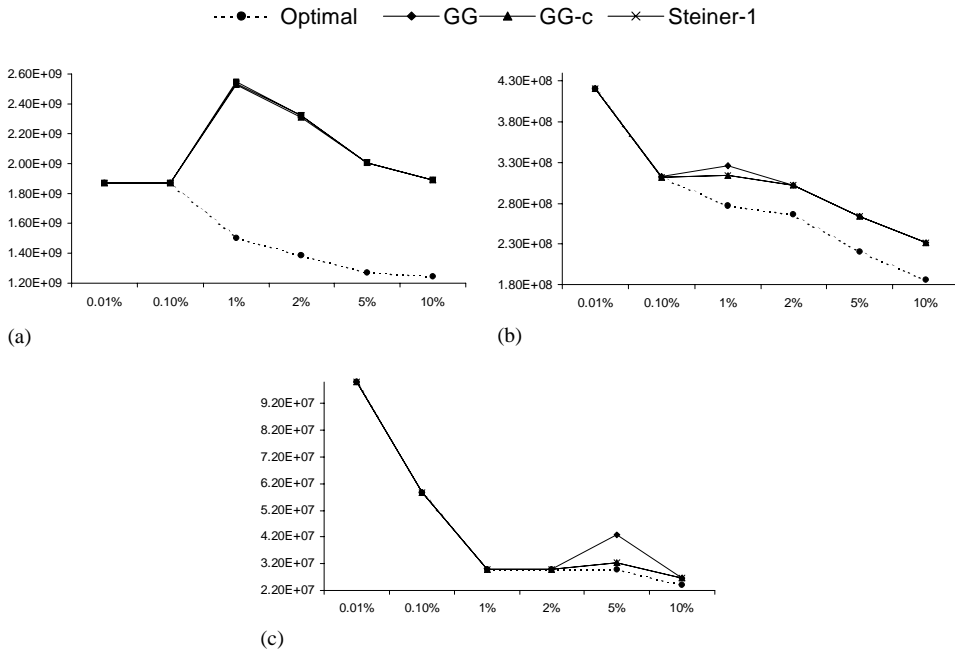 Optimal GG GG-c Steiner-1
2.60E+09
2.40E+09
2.20E+09
2.00E+09
1.80E+09
1.60E+09
1.40E+09
1.20E+09
0.01% 0.10% 1% 2% 5% 10%
(a)
4.30E+08
3.80E+08
3.30E+08
2.80E+08
2.30E+08
1.80E+08
0.01% 0.10% 1% 2% 5% 10%
(b)
9.20E+07
8.20E+07
7.20E+07
6.20E+07
5.20E+07
4.20E+07
3.20E+07
2.20E+07
0.01% 0.10% 1% 2% 5% 10%
(c)